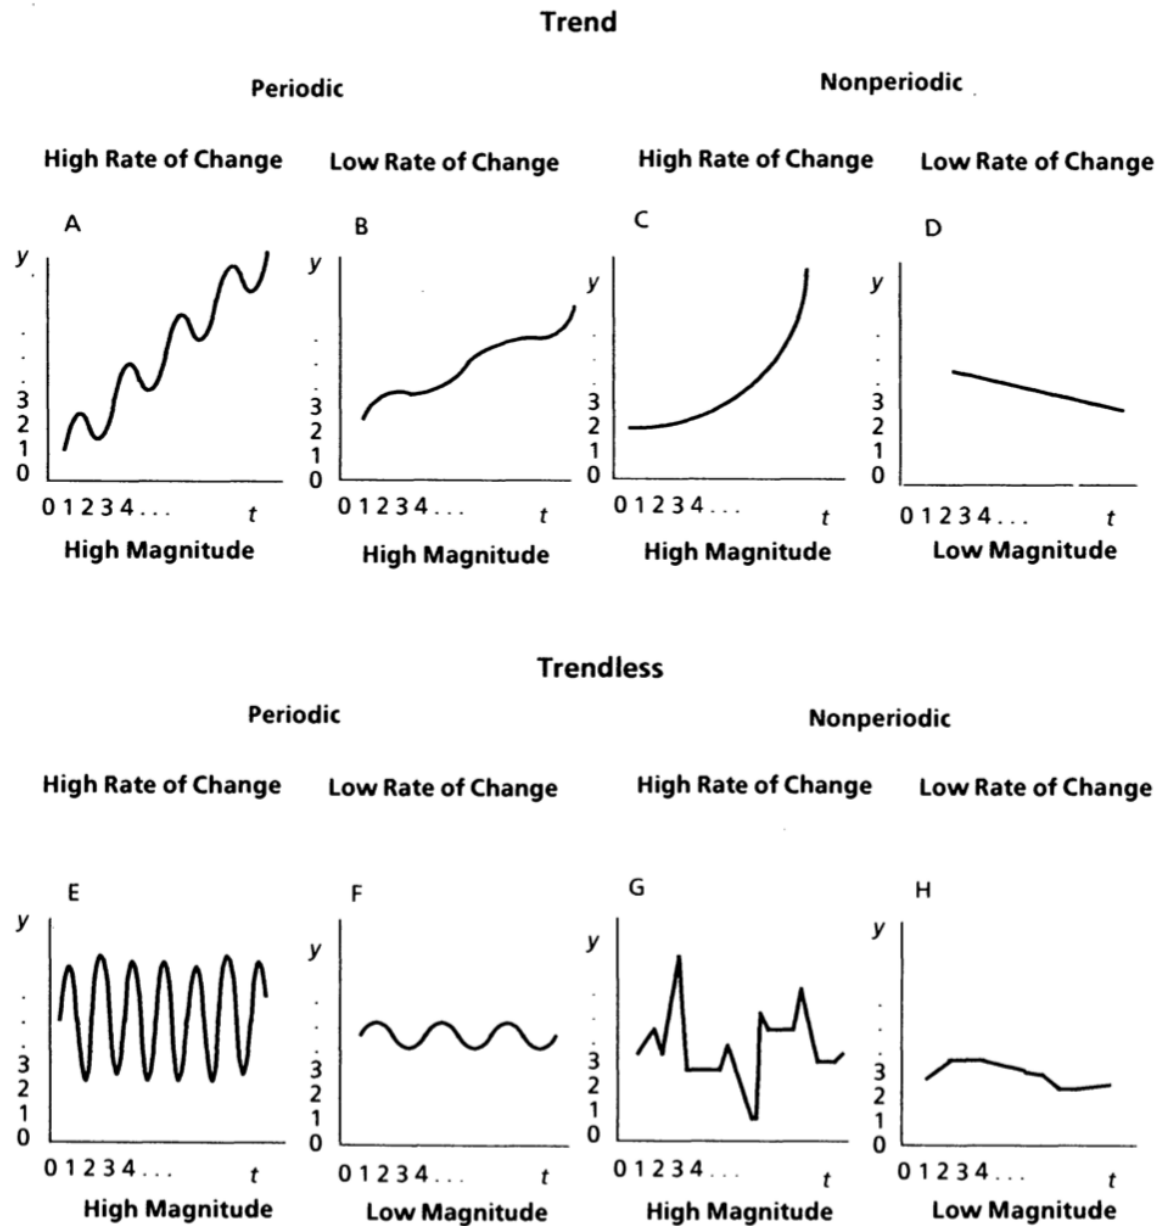 Trend
Periodic
Nonperiodic
High Rate of Change
Low Rate of Change
High Rate of Change
Low Rate of Change
A
y
.
.
.
3
2
1
0
0 1 2 3 4 . . .
t
High Magnitude
B
y
.
.
.
3
2
1
0
0 1 2 3 4 . . .
t
High Magnitude
C
y
.
.
.
3
2
1
0
0 1 2 3 4 . . .
t
High Magnitude
D
y
.
.
.
3
2
1
0
0 1 2 3 4 . . .
t
Low Magnitude
Trendless
Periodic
Nonperiodic
High Rate of Change
Low Rate of Change
High Rate of Change
Low Rate of Change
E
y
.
.
.
3
2
1
0
0 1 2 3 4 . . .
t
High Magnitude
F
y
.
.
.
3
2
1
0
0 1 2 3 4 . . .
t
Low Magnitude
G
y
.
.
.
3
2
1
0
0 1 2 3 4 . . .
t
High Magnitude
H
y
.
.
.
3
2
1
0
0 1 2 3 4 . . .
t
Low Magnitude